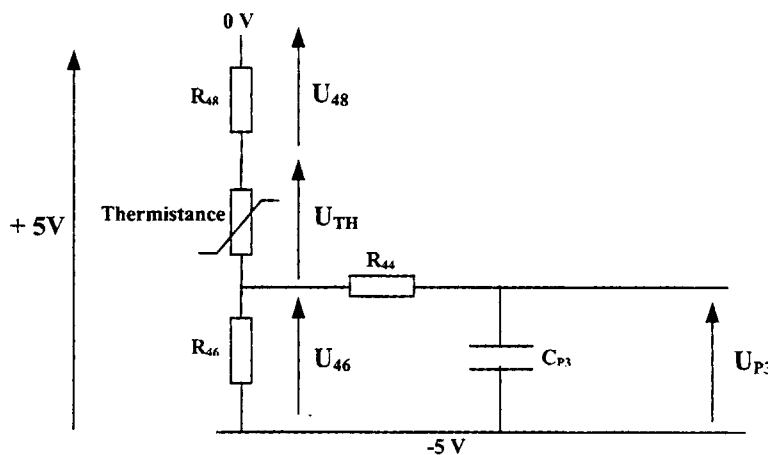 0 V
R48
U48
Thermistance
UTH
+ 5V
R44
R46
U46
CP3
UP3
-5 V